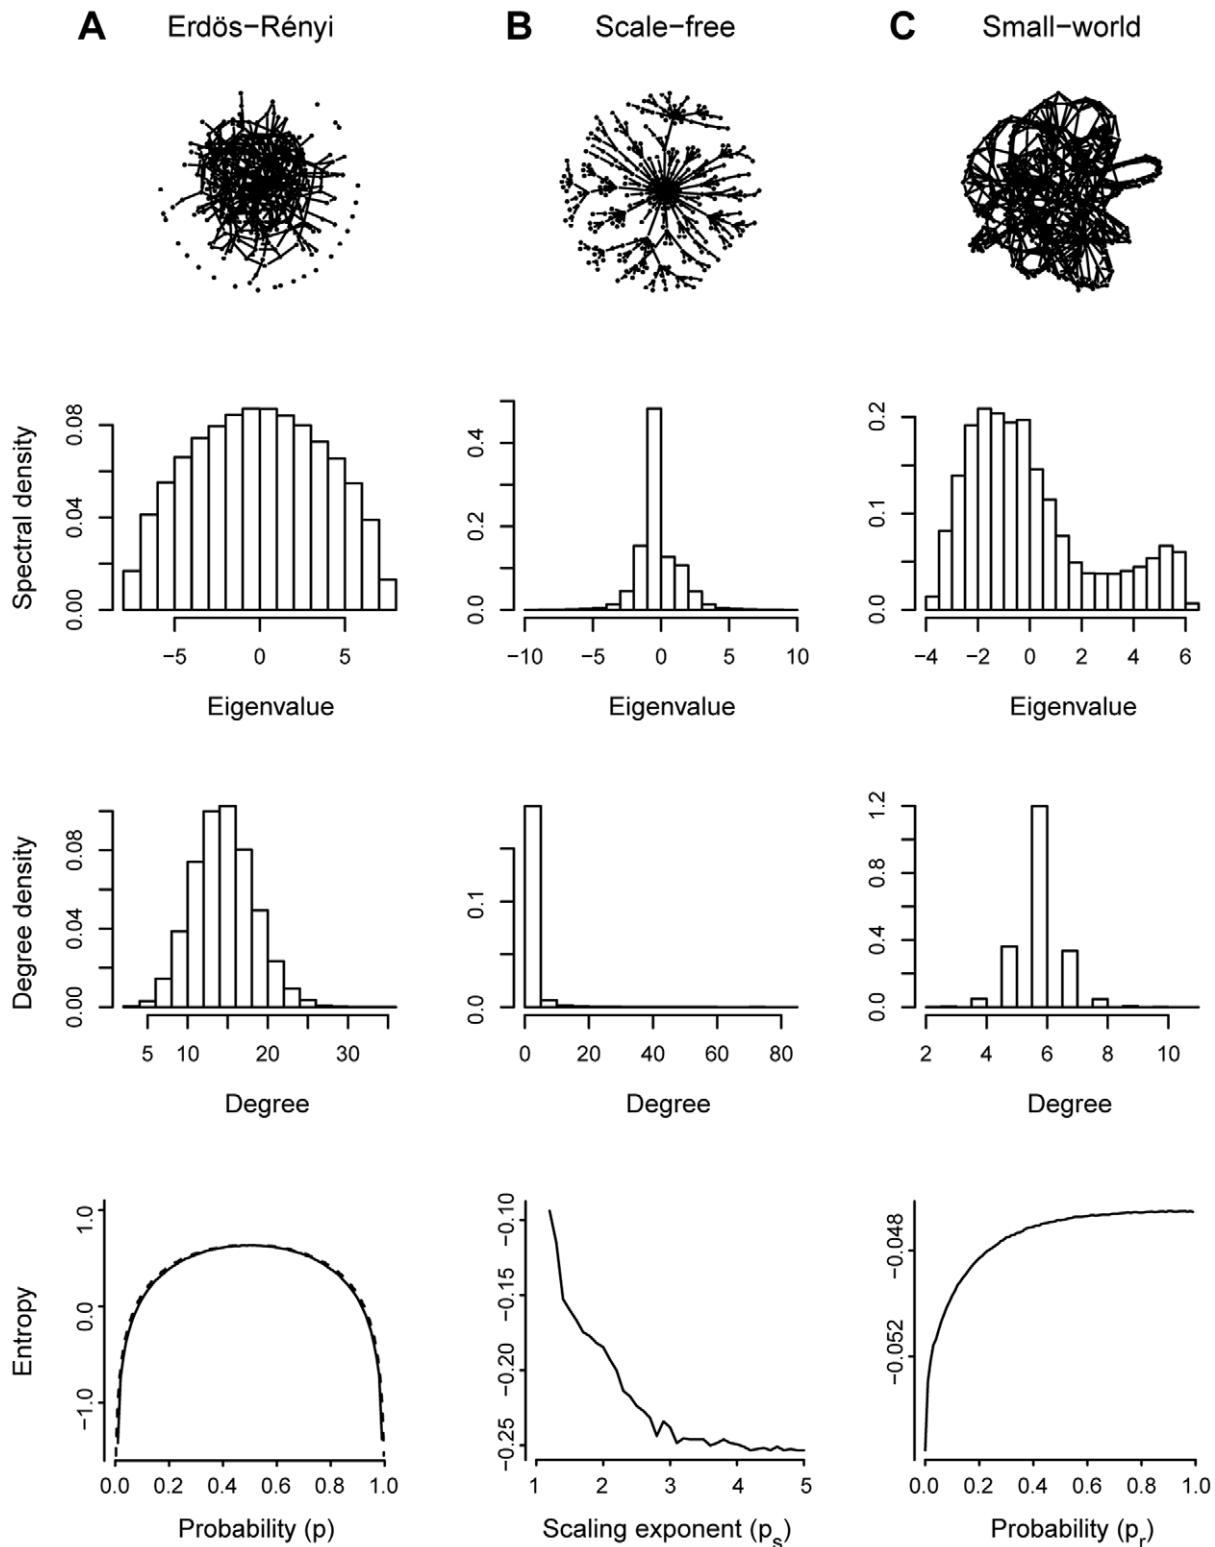 A Erdös−Rényi B Scale−free C Small−world
Spectral density
0.00 0.04 0.08
−5 0 5
Eigenvalue
0.0 0.2 0.4
−10 −5 0 5 10
Eigenvalue
0.0 0.1 0.2
−4 −2 0 2 4 6
Eigenvalue
Degree density
0.00 0.04 0.08
5 10 20 30
Degree
0.0 0.1
0 20 40 60 80
Degree
0.0 0.4 0.8 1.2
2 4 6 8 10
Degree
Entropy
−1.0 0.0 1.0
0.0 0.2 0.4 0.6 0.8 1.0
Probability (p)
−0.25 −0.20 −0.15 −0.10
1 2 3 4 5
Scaling exponent (pₛ)
−0.052 −0.048
0.0 0.2 0.4 0.6 0.8 1.0
Probability (pᵣ)